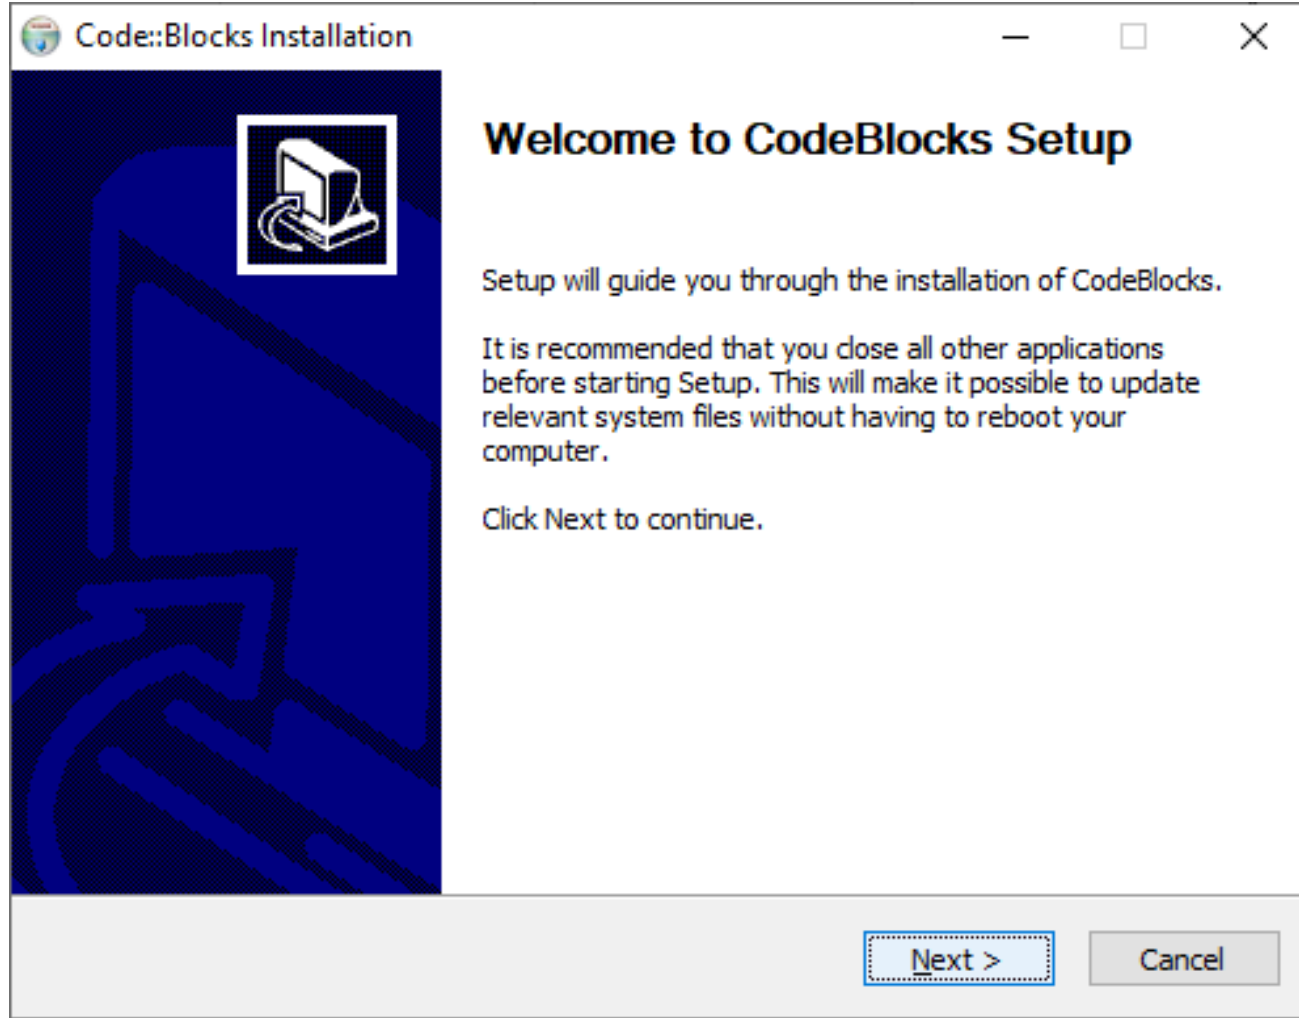 Code::Blocks Installation
Welcome to CodeBlocks Setup
Setup will guide you through the installation of CodeBlocks.
It is recommended that you close all other applications
before starting Setup. This will make it possible to update
relevant system files without having to reboot your
computer.
Click Next to continue.
Next >
Cancel